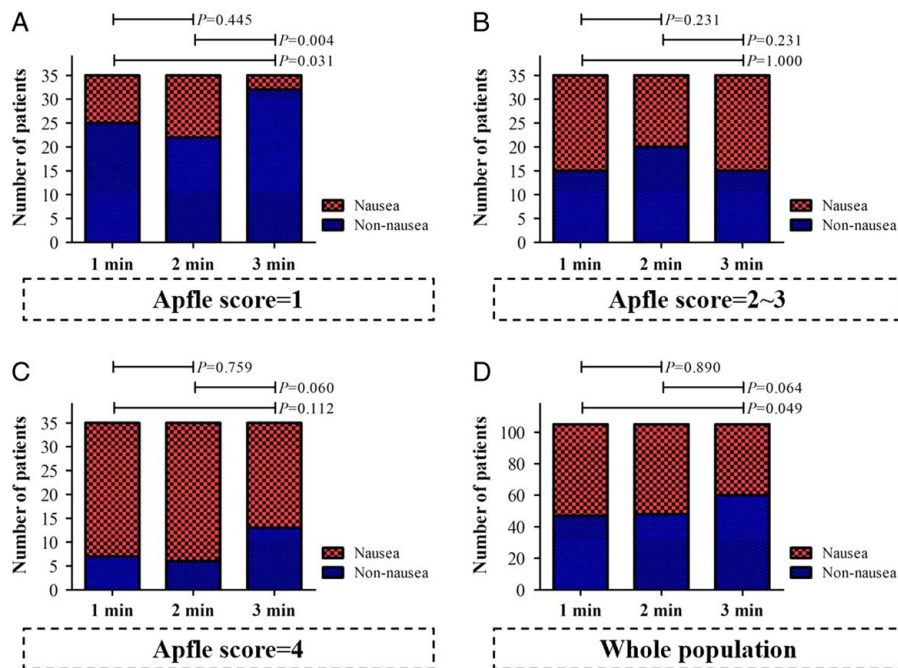 A
P=0.445
P=0.004
P=0.031
Number of patients
35
30
25
20
15
10
5
0
1 min 2 min 3 min
Nausea
Non-nausea
Apfle score=1
B
P=0.231
P=0.231
P=1.000
Number of patients
35
30
25
20
15
10
5
0
1 min 2 min 3 min
Nausea
Non-nausea
Apfle score=2~3
C
P=0.759
P=0.060
P=0.112
Number of patients
35
30
25
20
15
10
5
0
1 min 2 min 3 min
Nausea
Non-nausea
Apfle score=4
D
P=0.890
P=0.064
P=0.049
Number of patients
100
80
60
40
20
0
1 min 2 min 3 min
Nausea
Non-nausea
Whole population